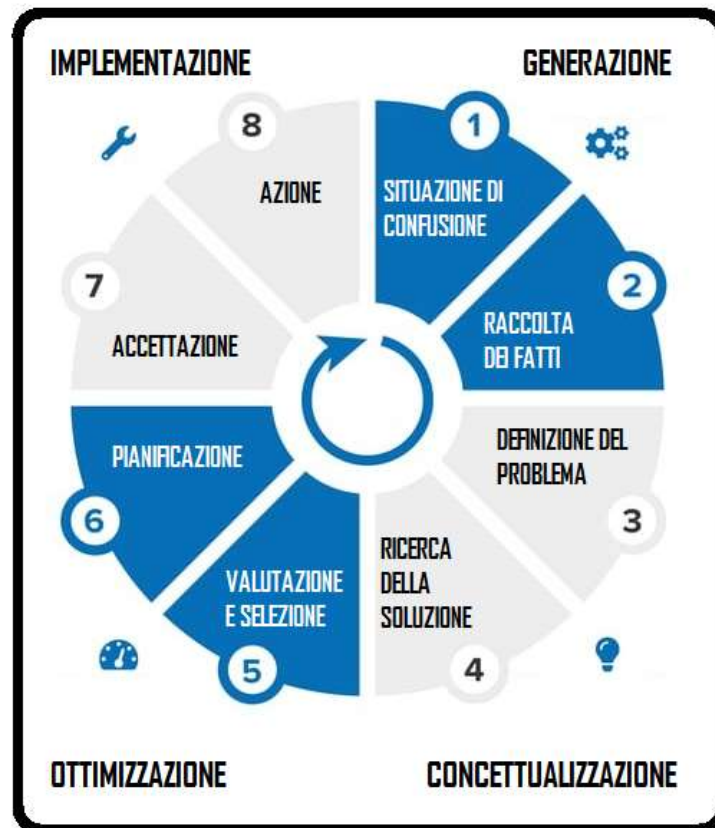 IMPLEMENTAZIONE
GENERAZIONE
1
SITUAZIONE DI
CONFUSIONE
2
RACCOLTA
DEI FATTI
3
DEFINIZIONE DEL
PROBLEMA
4
RICERCA
DELLA
SOLUZIONE
5
VALUTAZIONE
E SELEZIONE
6
PIANIFICAZIONE
7
ACCETTAZIONE
8
AZIONE
OTTIMIZZAZIONE
CONCETTUALIZZAZIONE